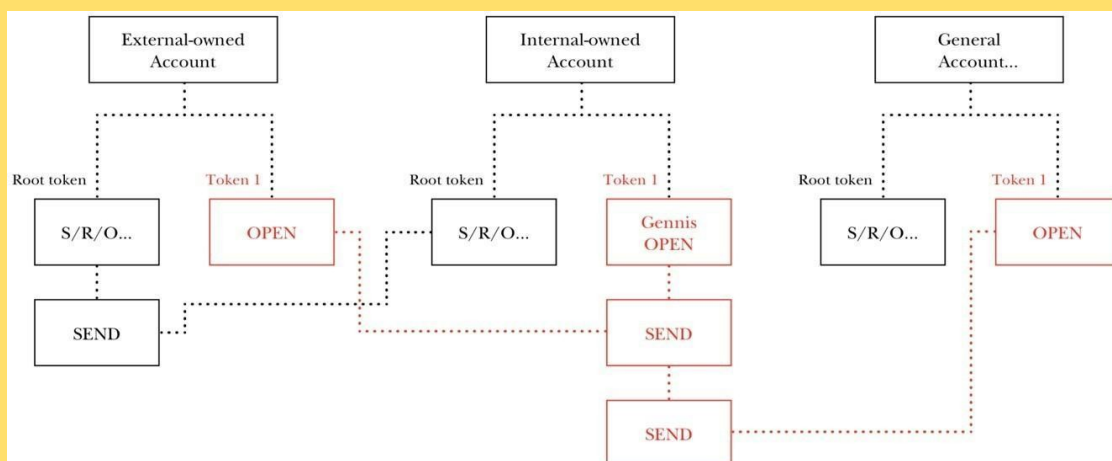 External-owned
Account
Internal-owned
Account
General
Account...
Root token
Token 1
Root token
Token 1
Root token
Token 1
S/R/O...
OPEN
S/R/O...
Gennis
OPEN
S/R/O...
OPEN
SEND
SEND
SEND